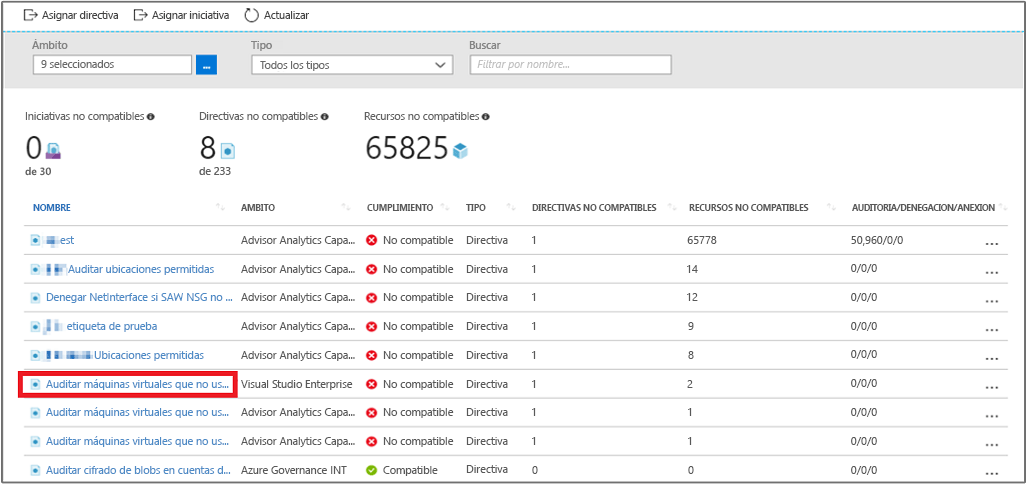 Asignar directiva Asignar iniciativa Actualizar
Ámbito Tipo Buscar
9 seleccionados ... Todos los tipos Filtrar por nombre...
Iniciativas no compatibles Directivas no compatibles Recursos no compatibles
0 8 65825
de 30 de 233
NOMBRE AMBITO CUMPLIMIENTO TIPO DIRECTIVAS NO COMPATIBLES RECURSOS NO COMPATIBLES AUDITORIA/DENEGACION/ANEXION
est Advisor Analytics Capa... No compatible Directiva 1 65778 50,960/0/0 ...
Auditar ubicaciones permitidas Advisor Analytics Capa... No compatible Directiva 1 14 0/0/0 ...
Denegar NetInterface si SAW NSG no ... Advisor Analytics Capa... No compatible Directiva 1 12 0/0/0 ...
etiqueta de prueba Advisor Analytics Capa... No compatible Directiva 1 9 0/0/0 ...
Ubicaciones permitidas Advisor Analytics Capa... No compatible Directiva 1 8 0/0/0 ...
Auditar máquinas virtuales que no us... Visual Studio Enterprise No compatible Directiva 1 2 0/0/0 ...
Auditar máquinas virtuales que no us... Advisor Analytics Capa... No compatible Directiva 1 1 0/0/0 ...
Auditar máquinas virtuales que no us... Advisor Analytics Capa... No compatible Directiva 1 1 0/0/0 ...
Auditar cifrado de blobs en cuentas d... Azure Governance INT Compatible Directiva 0 0 0/0/0 ...